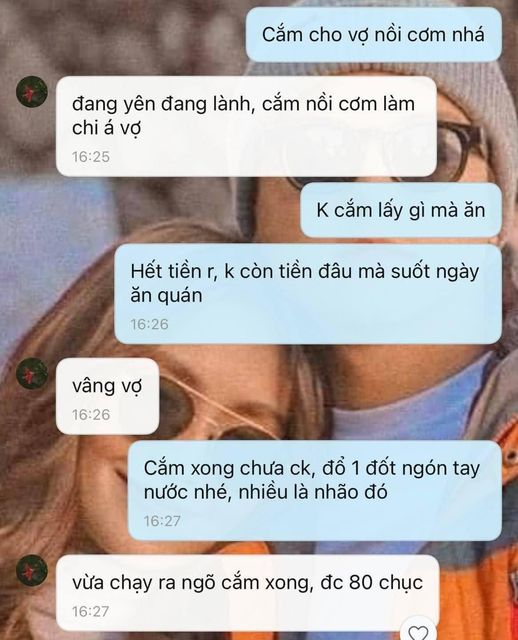 Cắm cho vợ nồi cơm nhá
đang yên đang lành, cắm nồi cơm làm
chi á vợ
16:25
K cắm lấy gì mà ăn
Hết tiền r, k còn tiền đâu mà suốt ngày
ăn quán
16:26
vâng vợ
16:26
Cắm xong chưa ck, đổ 1 đốt ngón tay
nước nhé, nhiều là nhão đó
16:27
vừa chạy ra ngõ cắm xong, đc 80 chục
16:27